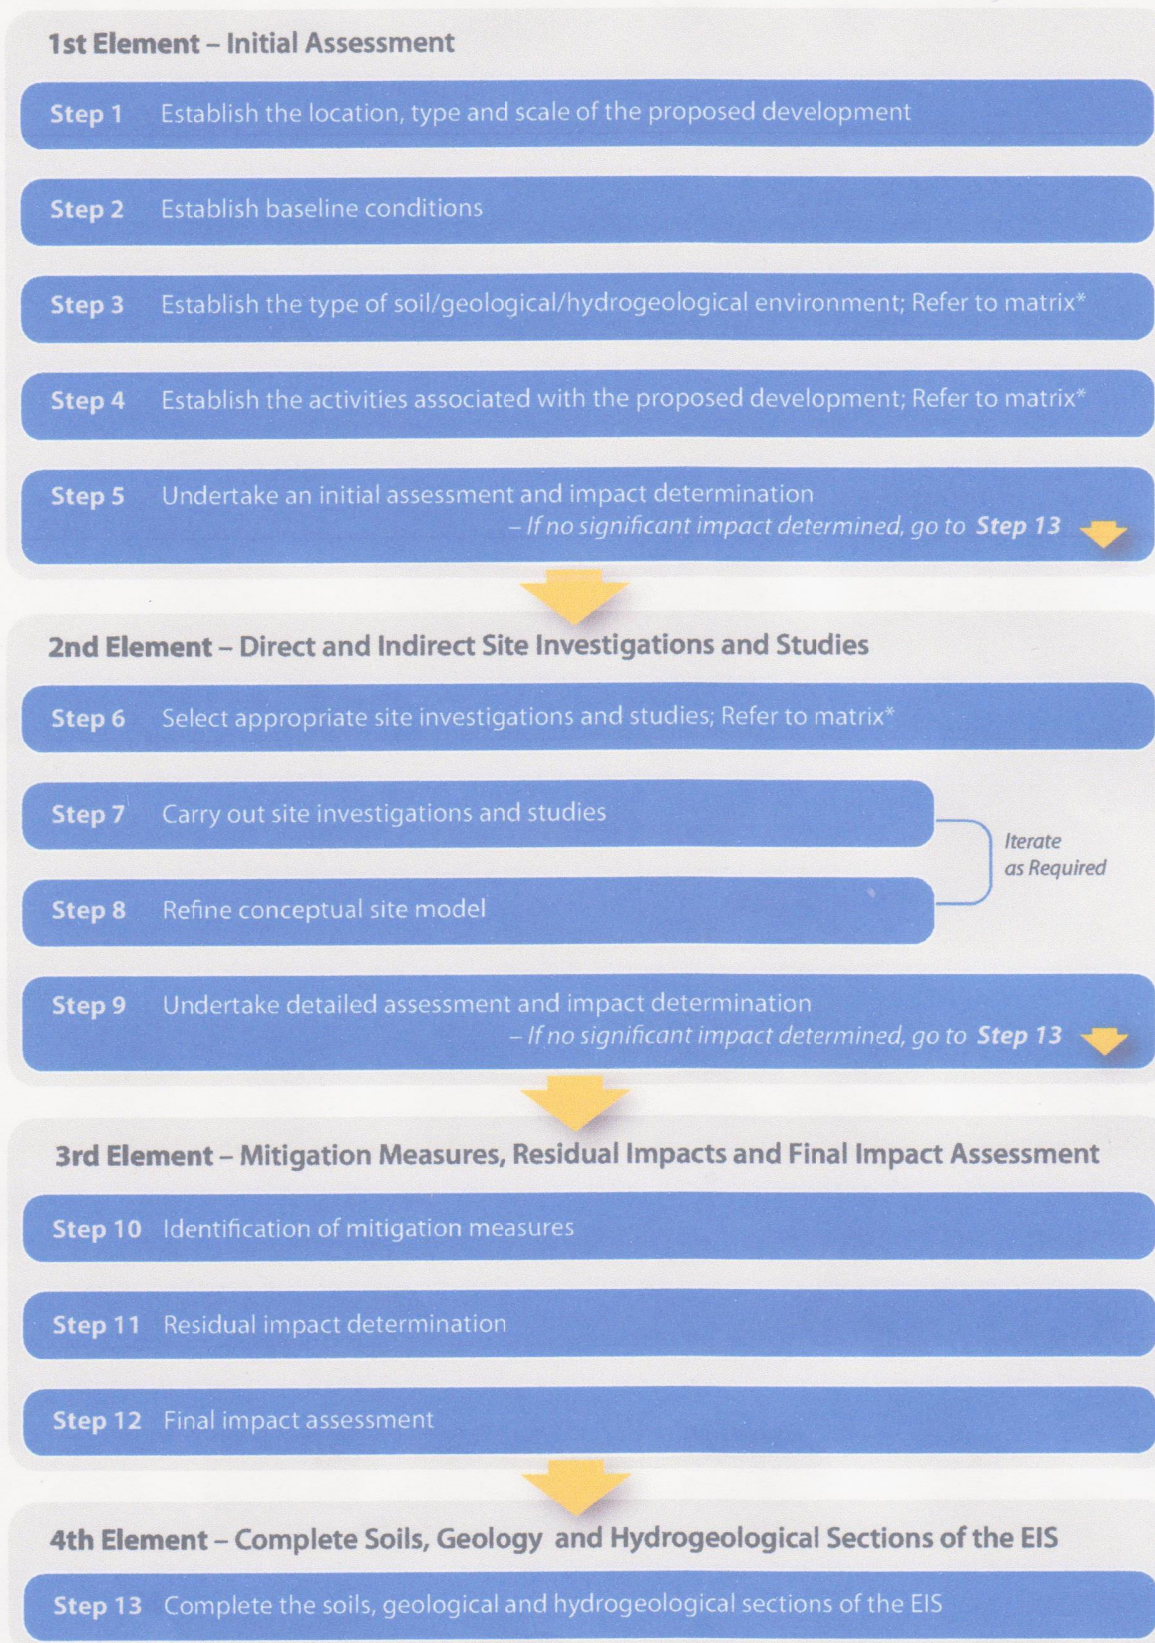 1st Element – Initial Assessment
Step 1 Establish the location, type and scale of the proposed development
Step 2 Establish baseline conditions
Step 3 Establish the type of soil/geological/hydrogeological environment; Refer to matrix*
Step 4 Establish the activities associated with the proposed development; Refer to matrix*
Step 5 Undertake an initial assessment and impact determination
– If no significant impact determined, go to Step 13
2nd Element – Direct and Indirect Site Investigations and Studies
Step 6 Select appropriate site investigations and studies; Refer to matrix*
Step 7 Carry out site investigations and studies
Iterate
as Required
Step 8 Refine conceptual site model
Step 9 Undertake detailed assessment and impact determination
– If no significant impact determined, go to Step 13
3rd Element – Mitigation Measures, Residual Impacts and Final Impact Assessment
Step 10 Identification of mitigation measures
Step 11 Residual impact determination
Step 12 Final impact assessment
4th Element – Complete Soils, Geology and Hydrogeological Sections of the EIS
Step 13 Complete the soils, geological and hydrogeological sections of the EIS